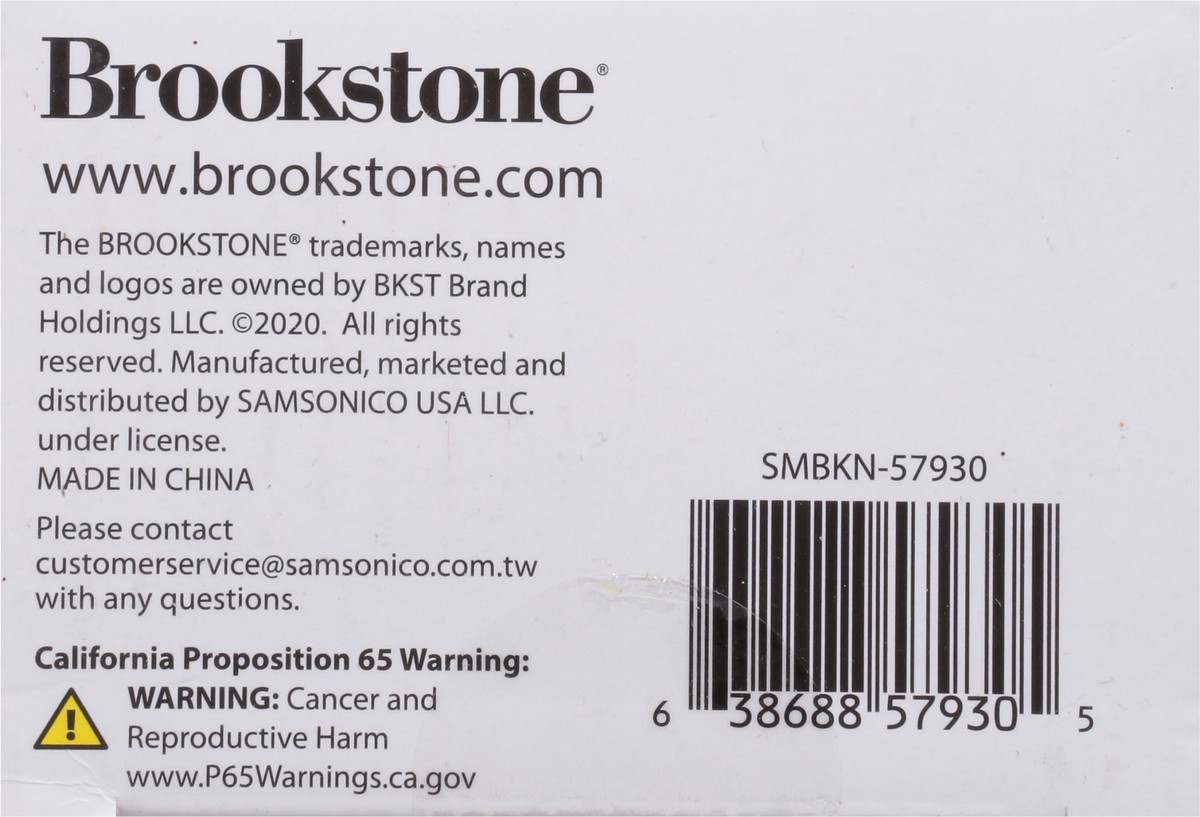 Brookstone®
www.brookstone.com
The BROOKSTONE® trademarks, names
and logos are owned by BKST Brand
Holdings LLC. ©2020. All rights
reserved. Manufactured, marketed and
distributed by SAMSONICO USA LLC.
under license.
MADE IN CHINA
Please contact
customerservice@samsonico.com.tw
with any questions.
California Proposition 65 Warning:
WARNING: Cancer and
Reproductive Harm
www.P65Warnings.ca.gov
SMBKN-57930
6 38688 57930 5